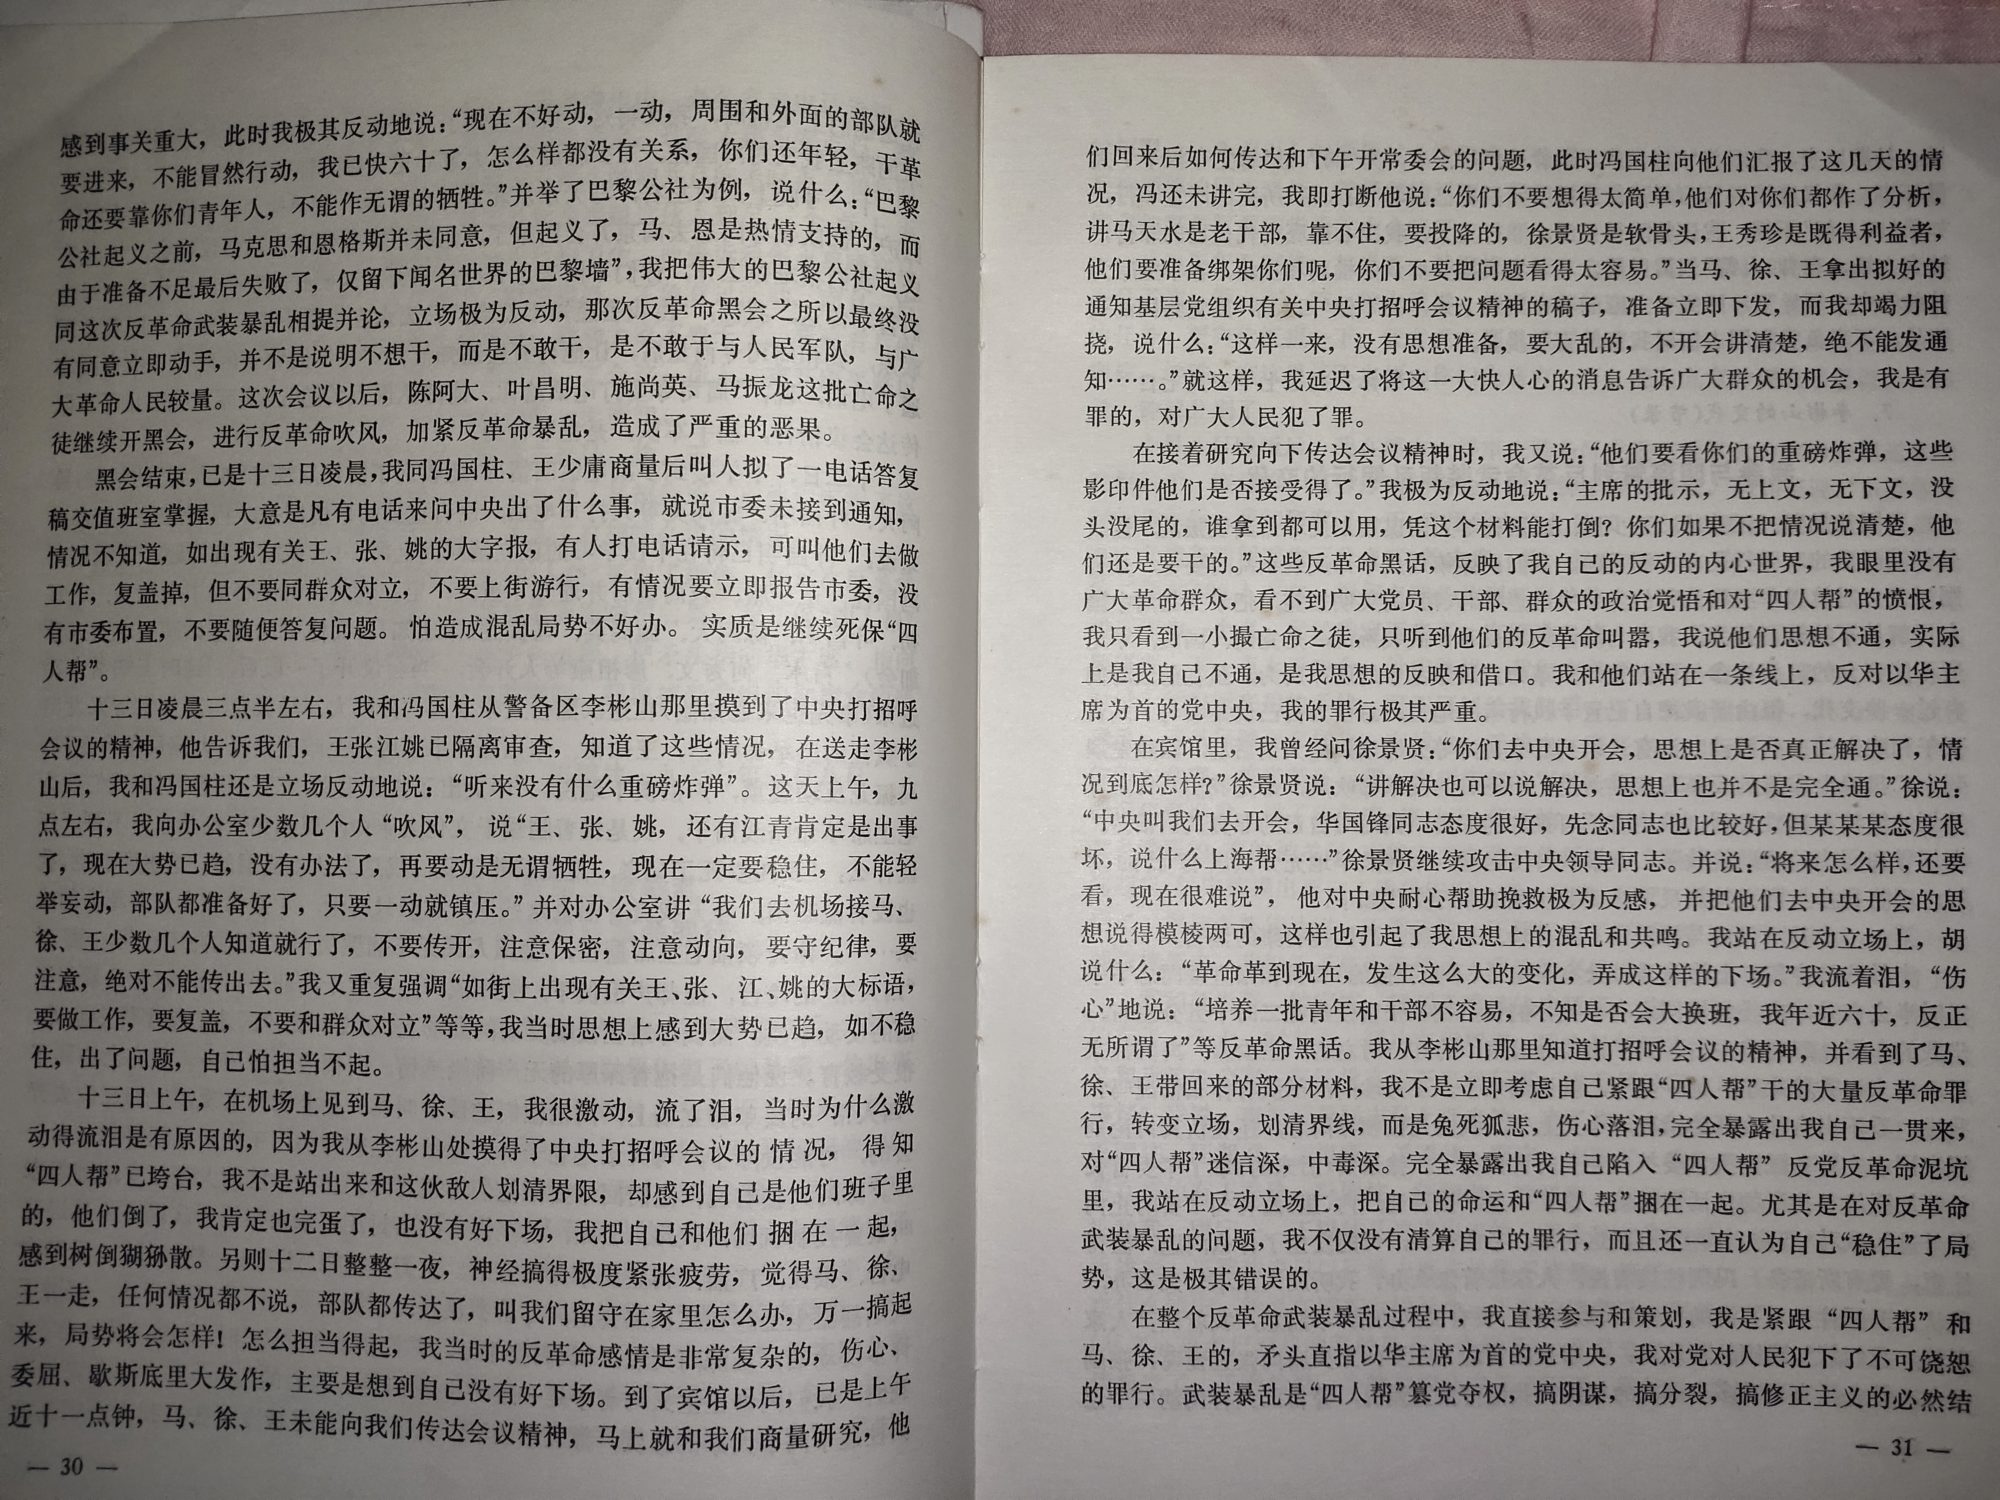 感到事关重大，此时我极其反动地说：“现在不好动，一动，周围和外面的部队就
要进来，不能冒然行动，我已快六十了，怎么样都没有关系，你们还年轻，干革
命还要靠你们青年人，不能作无谓的牺牲。”并举了巴黎公社为例，说什么：“巴黎
公社起义之前，马克思和恩格斯并未同意，但起义了，马、恩是热情支持的，而
由于准备不足最后失败了，仅留下闻名世界的巴黎墙”，我把伟大的巴黎公社起义
同这次反革命武装暴乱相提并论，立场极为反动，那次反革命黑会之所以最终没
有同意立即动手，并不是说明不想干，而是不敢干，是不敢于与人民军队，与广
大革命人民较量。这次会议以后，陈阿大、叶昌明、施尚英、马振龙这批亡命之
徒继续开黑会，进行反革命吹风，加紧反革命暴乱，造成了严重的恶果。
黑会结束，已是十三日凌晨，我同冯国柱、王少庸商量后叫人拟了一电话答复
稿交值班室掌握，大意是凡有电话来问中央出了什么事，就说市委未接到通知，
情况不知道，如出现有关王、张、姚的大字报，有人打电话请示，可叫他们去做
工作，复盖掉，但不要同群众对立，不要上街游行，有情况要立即报告市委，没
有市委布置，不要随便答复问题。怕造成混乱局势不好办。实质是继续死保“四
人帮”。
十三日凌晨三点半左右，我和冯国柱从警备区李彬山那里摸到了中央打招呼
会议的精神，他告诉我们，王张江姚已隔离审查，知道了这些情况，在送走李彬
山后，我和冯国柱还是立场反动地说：“听来没有什么重磅炸弹”。这天上午，九
点左右，我向办公室少数几个人“吹风”，说“王、张、姚，还有江青肯定是出事
了，现在大势已趋，没有办法了，再要动是无谓牺牲，现在一定要稳住，不能轻
举妄动，部队都准备好了，只要一动就镇压。”并对办公室讲“我们去机场接马、
徐、王少数几个人知道就行了，不要传开，注意保密，注意动向，要守纪律，要
注意，绝对不能传出去。”我又重复强调“如街上出现有关王、张、江、姚的大标语，
要做工作，要复盖，不要和群众对立”等等，我当时思想上感到大势已趋，如不稳
住，出了问题，自己怕担当不起。
十三日上午，在机场上见到马、徐、王，我很激动，流了泪，当时为什么激
动得流泪是有原因的，因为我从李彬山处摸得了中央打招呼会议的情况，得知
“四人帮”已垮台，我不是站出来和这伙敌人划清界限，却感到自己是他们班子里
的，他们倒了，我肯定也完蛋了，也没有好下场，我把自己和他们捆在一起，
感到树倒猢狲散。另则十二日整整一夜，神经搞得极度紧张疲劳，觉得马、徐、
王一走，任何情况都不说，部队都传达了，叫我们留守在家里怎么办，万一搞起
来，局势将会怎样！怎么担当得起，我当时的反革命感情是非常复杂的，伤心、
委屈、歇斯底里大发作，主要是想到自己没有好下场。到了宾馆以后，已是上午
近十一点钟，马、徐、王未能向我们传达会议精神，马上就和我们商量研究，他
— 30 —
们回来后如何传达和下午开常委会的问题，此时冯国柱向他们汇报了这几天的情
况，冯还未讲完，我即打断他说：“你们不要想得太简单，他们对你们都作了分析，
讲马天水是老干部，靠不住，要投降的，徐景贤是软骨头，王秀珍是既得利益者，
他们要准备绑架你们呢，你们不要把问题看得太容易。”当马、徐、王拿出拟好的
通知基层党组织有关中央打招呼会议精神的稿子，准备立即下发，而我却竭力阻
挠，说什么：“这样一来，没有思想准备，要大乱的，不开会讲清楚，绝不能发通
知……。”就这样，我延迟了将这一大快人心的消息告诉广大群众的机会，我是有
罪的，对广大人民犯了罪。
在接着研究向下传达会议精神时，我又说：“他们要看你们的重磅炸弹，这些
影印件他们是否接受得了。”我极为反动地说：“主席的批示，无上文，无下文，没
头没尾的，谁拿到都可以用，凭这个材料能打倒？你们如果不把情况说清楚，他
们还是要干的。”这些反革命黑话，反映了我自己的反动的内心世界，我眼里没有
广大革命群众，看不到广大党员、干部、群众的政治觉悟和对“四人帮”的愤恨，
我只看到一小撮亡命之徒，只听到他们的反革命叫嚣，我说他们思想不通，实际
上是我自己不通，是我思想的反映和借口。我和他们站在一条线上，反对以华主
席为首的党中央，我的罪行极其严重。
在宾馆里，我曾经问徐景贤：“你们去中央开会，思想上是否真正解决了，情
况到底怎样？”徐景贤说：“讲解决也可以说解决，思想上也并不是完全通。”徐说：
“中央叫我们去开会，华国锋同志态度很好，先念同志也比较好，但某某某态度很
坏，说什么上海帮……”徐景贤继续攻击中央领导同志。并说：“将来怎么样，还要
看，现在很难说”，他对中央耐心帮助挽救极为反感，并把他们去中央开会的思
想说得模棱两可，这样也引起了我思想上的混乱和共鸣。我站在反动立场上，胡
说什么：“革命革到现在，发生这么大的变化，弄成这样的下场。”我流着泪，“伤
心”地说：“培养一批青年和干部不容易，不知是否会大换班，我年近六十，反正
无所谓了”等反革命黑话。我从李彬山那里知道打招呼会议的精神，并看到了马、
徐、王带回来的部分材料，我不是立即考虑自己紧跟“四人帮”干的大量反革命罪
行，转变立场，划清界线，而是兔死狐悲，伤心落泪，完全暴露出我自己一贯来，
对“四人帮”迷信深，中毒深。完全暴露出我自己陷入“四人帮”反党反革命泥坑
里，我站在反动立场上，把自己的命运和“四人帮”捆在一起。尤其是在对反革命
武装暴乱的问题，我不仅没有清算自己的罪行，而且还一直认为自己“稳住”了局
势，这是极其错误的。
在整个反革命武装暴乱过程中，我直接参与和策划，我是紧跟“四人帮”和
马、徐、王的，矛头直指以华主席为首的党中央，我对党对人民犯下了不可饶恕
的罪行。武装暴乱是“四人帮”篡党夺权，搞阴谋，搞分裂，搞修正主义的必然结
— 31 —